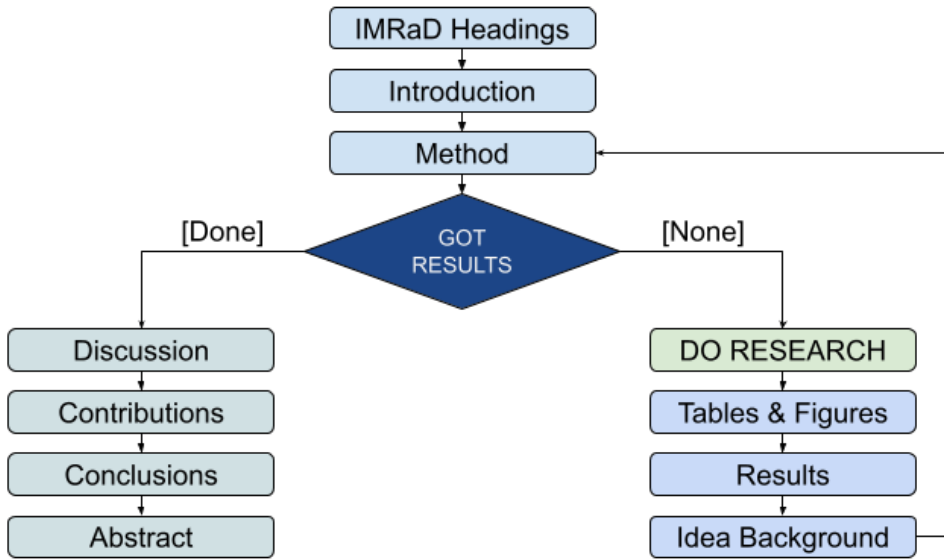 IMRaD Headings
Introduction
Method
[Done]
GOT
RESULTS
[None]
Discussion
Contributions
Conclusions
Abstract
DO RESEARCH
Tables & Figures
Results
Idea Background